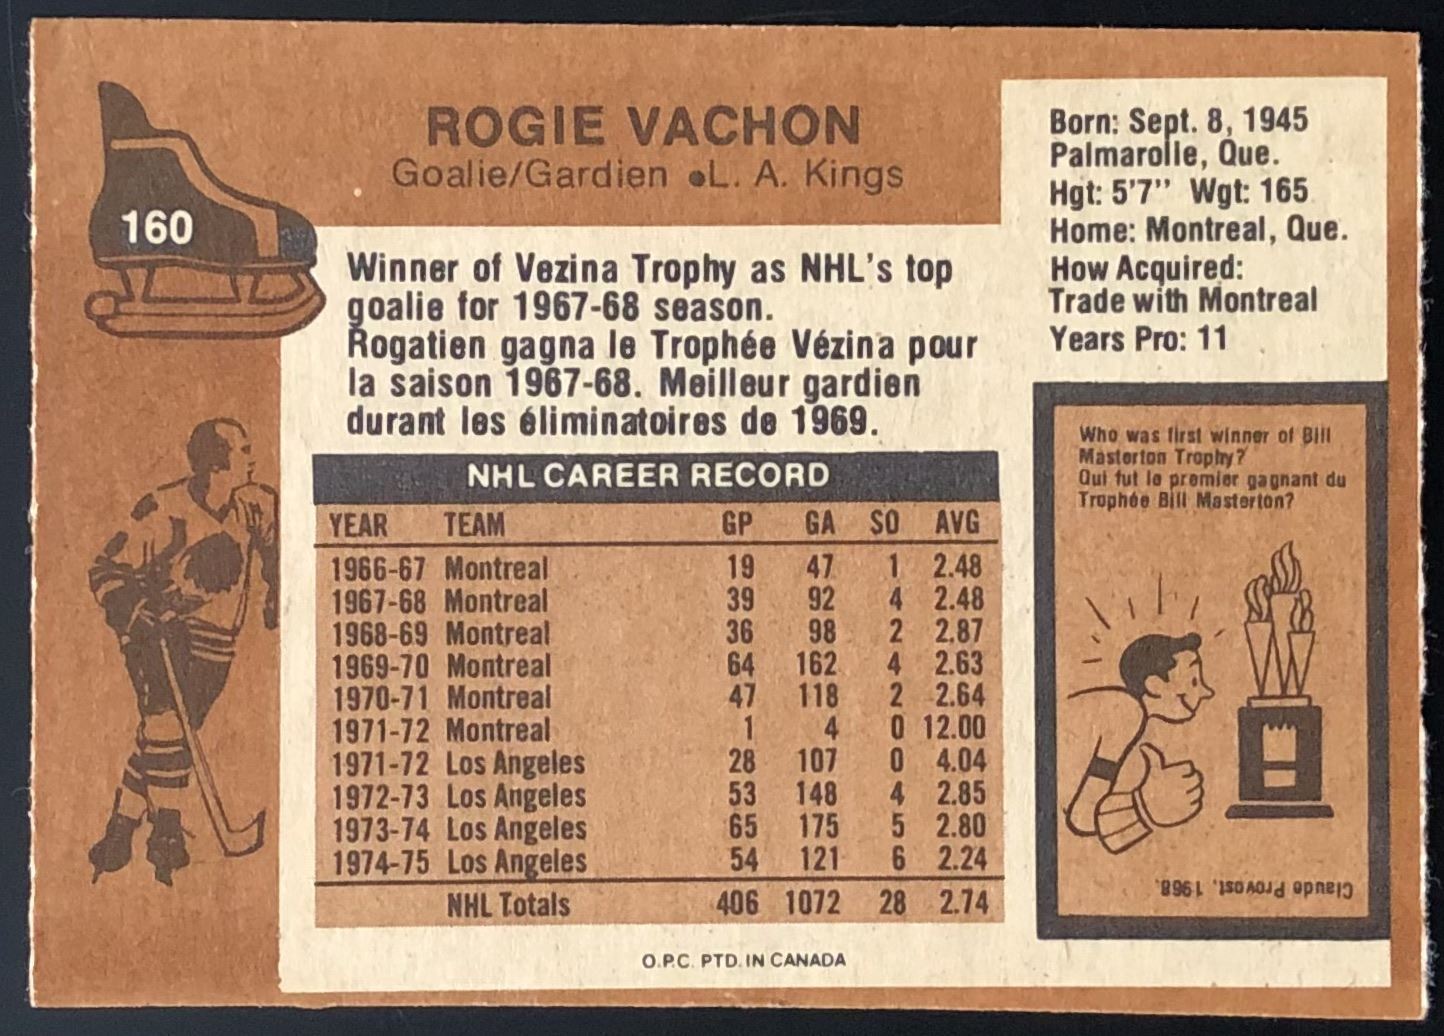 160
ROGIE VACHON
Goalie/Gardien ●L. A. Kings
Winner of Vezina Trophy as NHL's top
goalie for 1967-68 season.
Rogatien gagna le Trophée Vézina pour
la saison 1967-68. Meilleur gardien
durant les éliminatoires de 1969.
Born: Sept. 8, 1945
Palmarolle, Que.
Hgt: 5'7" Wgt: 165
Home: Montreal, Que.
How Acquired:
Trade with Montreal
Years Pro: 11
NHL CAREER RECORD
YEAR TEAM GP GA SO AVG
1966-67 Montreal 19 47 1 2.48
1967-68 Montreal 39 92 4 2.48
1968-69 Montreal 36 98 2 2.87
1969-70 Montreal 64 162 4 2.63
1970-71 Montreal 47 118 2 2.64
1971-72 Montreal 1 4 0 12.00
1971-72 Los Angeles 28 107 0 4.04
1972-73 Los Angeles 53 148 4 2.85
1973-74 Los Angeles 65 175 5 2.80
1974-75 Los Angeles 54 121 6 2.24
NHL Totals 406 1072 28 2.74
Who was first winner of Bill
Masterton Trophy?
Qui fut le premier gagnant du
Trophée Bill Masterton?
Claude Provost, 1968.
O.P.C. PTD. IN CANADA